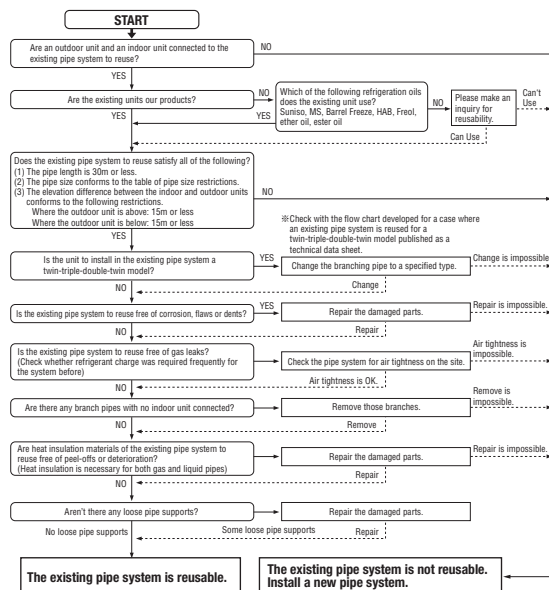 START
Are an outdoor unit and an indoor unit connected to the
existing pipe system to reuse?
NO
YES
Are the existing units our products?
NO
Which of the following refrigeration oils
does the existing unit use?
Suniso, MS, Barrel Freeze, HAB, Freol,
ether oil, ester oil
NO
Please make an
inquiry for
reusability.
Can't
Use
YES
YES
Can Use
Does the existing pipe system to reuse satisfy all of the following?
(1) The pipe length is 30m or less.
(2) The pipe size conforms to the table of pipe size restrictions.
(3) The elevation difference between the indoor and outdoor units
conforms to the following restrictions.
Where the outdoor unit is above: 15m or less
Where the outdoor unit is below: 15m or less
NO
YES
※Check with the flow chart developed for a case where
an existing pipe system is reused for a
twin-triple-double-twin model published as a
technical data sheet.
Is the unit to install in the existing pipe system a
twin-triple-double-twin model?
YES
Change the branching pipe to a specified type.
Change is impossible.
NO
Change
Is the existing pipe system to reuse free of corrosion, flaws or dents?
YES
Repair the damaged parts.
Repair is impossible.
NO
Repair
Is the existing pipe system to reuse free of gas leaks?
(Check whether refrigerant charge was required frequently for
the system before)
Check the pipe system for air tightness on the site.
Air tightness is
impossible.
NO
Air tightness is OK.
Are there any branch pipes with no indoor unit connected?
Remove those branches.
Remove is
impossible.
NO
Remove
Are heat insulation materials of the existing pipe system to
reuse free of peel-offs or deterioration?
(Heat insulation is necessary for both gas and liquid pipes)
Repair the damaged parts.
Repair is impossible.
NO
Repair
Aren't there any loose pipe supports?
Repair the damaged parts.
No loose pipe supports
Some loose pipe supports
Repair
The existing pipe system is reusable.
The existing pipe system is not reusable.
Install a new pipe system.